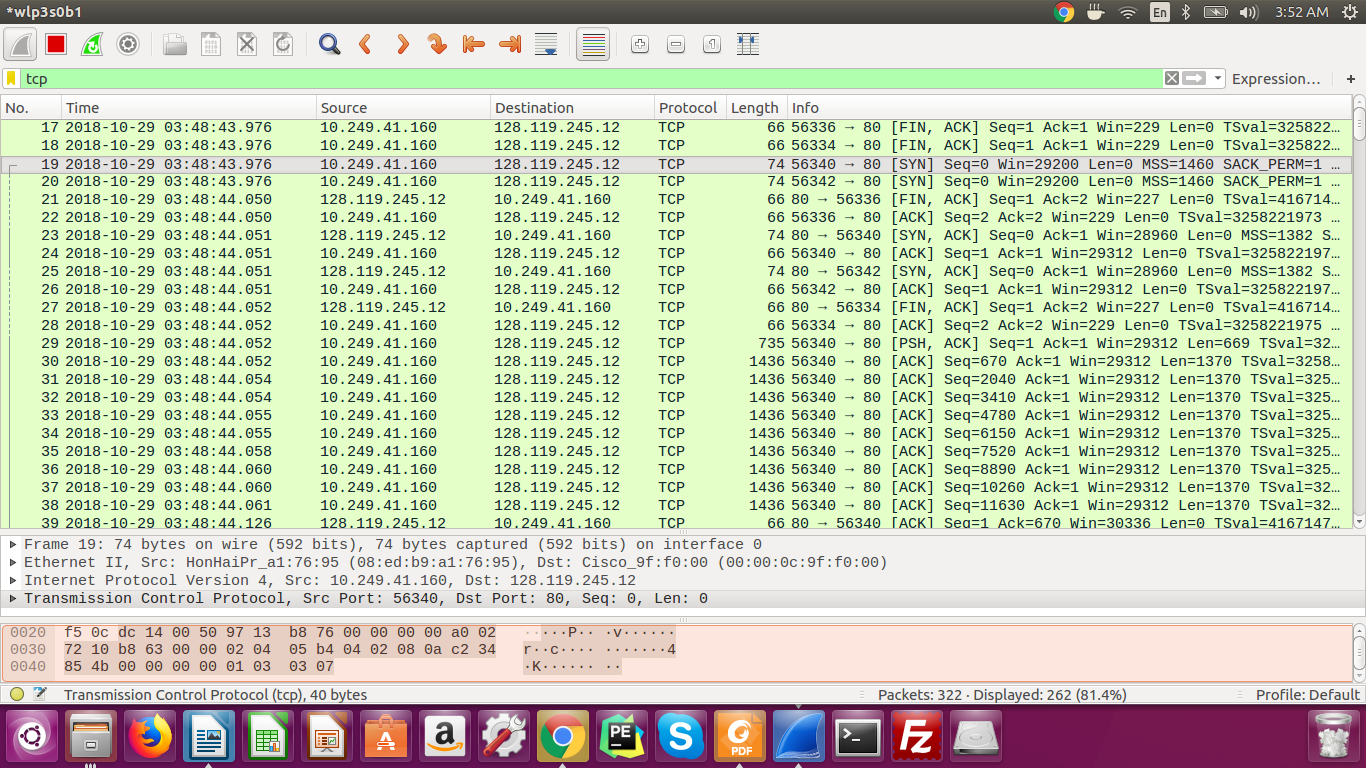 *wlp3s0b1 En 3:52 AM
tcp Expression… +
No. Time Source Destination Protocol Length Info
17 2018-10-29 03:48:43.976 10.249.41.160 128.119.245.12 TCP 66 56336 → 80 [FIN, ACK] Seq=1 Ack=1 Win=229 Len=0 TSval=325822…
18 2018-10-29 03:48:43.976 10.249.41.160 128.119.245.12 TCP 66 56334 → 80 [FIN, ACK] Seq=1 Ack=1 Win=229 Len=0 TSval=325822…
19 2018-10-29 03:48:43.976 10.249.41.160 128.119.245.12 TCP 74 56340 → 80 [SYN] Seq=0 Win=29200 Len=0 MSS=1460 SACK_PERM=1 …
20 2018-10-29 03:48:43.976 10.249.41.160 128.119.245.12 TCP 74 56342 → 80 [SYN] Seq=0 Win=29200 Len=0 MSS=1460 SACK_PERM=1 …
21 2018-10-29 03:48:44.050 128.119.245.12 10.249.41.160 TCP 66 80 → 56336 [FIN, ACK] Seq=1 Ack=2 Win=227 Len=0 TSval=416714…
22 2018-10-29 03:48:44.050 10.249.41.160 128.119.245.12 TCP 66 56336 → 80 [ACK] Seq=2 Ack=2 Win=229 Len=0 TSval=3258221973 …
23 2018-10-29 03:48:44.051 128.119.245.12 10.249.41.160 TCP 74 80 → 56340 [SYN, ACK] Seq=0 Ack=1 Win=28960 Len=0 MSS=1382 S…
24 2018-10-29 03:48:44.051 10.249.41.160 128.119.245.12 TCP 66 56340 → 80 [ACK] Seq=1 Ack=1 Win=29312 Len=0 TSval=325822197…
25 2018-10-29 03:48:44.051 128.119.245.12 10.249.41.160 TCP 74 80 → 56342 [SYN, ACK] Seq=0 Ack=1 Win=28960 Len=0 MSS=1382 S…
26 2018-10-29 03:48:44.051 10.249.41.160 128.119.245.12 TCP 66 56342 → 80 [ACK] Seq=1 Ack=1 Win=29312 Len=0 TSval=325822197…
27 2018-10-29 03:48:44.052 128.119.245.12 10.249.41.160 TCP 66 80 → 56334 [FIN, ACK] Seq=1 Ack=2 Win=227 Len=0 TSval=416714…
28 2018-10-29 03:48:44.052 10.249.41.160 128.119.245.12 TCP 66 56334 → 80 [ACK] Seq=2 Ack=2 Win=229 Len=0 TSval=3258221975 …
29 2018-10-29 03:48:44.052 10.249.41.160 128.119.245.12 TCP 735 56340 → 80 [PSH, ACK] Seq=1 Ack=1 Win=29312 Len=669 TSval=32…
30 2018-10-29 03:48:44.052 10.249.41.160 128.119.245.12 TCP 1436 56340 → 80 [ACK] Seq=670 Ack=1 Win=29312 Len=1370 TSval=3258…
31 2018-10-29 03:48:44.054 10.249.41.160 128.119.245.12 TCP 1436 56340 → 80 [ACK] Seq=2040 Ack=1 Win=29312 Len=1370 TSval=325…
32 2018-10-29 03:48:44.054 10.249.41.160 128.119.245.12 TCP 1436 56340 → 80 [ACK] Seq=3410 Ack=1 Win=29312 Len=1370 TSval=325…
33 2018-10-29 03:48:44.055 10.249.41.160 128.119.245.12 TCP 1436 56340 → 80 [ACK] Seq=4780 Ack=1 Win=29312 Len=1370 TSval=325…
34 2018-10-29 03:48:44.055 10.249.41.160 128.119.245.12 TCP 1436 56340 → 80 [ACK] Seq=6150 Ack=1 Win=29312 Len=1370 TSval=325…
35 2018-10-29 03:48:44.058 10.249.41.160 128.119.245.12 TCP 1436 56340 → 80 [ACK] Seq=7520 Ack=1 Win=29312 Len=1370 TSval=325…
36 2018-10-29 03:48:44.060 10.249.41.160 128.119.245.12 TCP 1436 56340 → 80 [ACK] Seq=8890 Ack=1 Win=29312 Len=1370 TSval=325…
37 2018-10-29 03:48:44.060 10.249.41.160 128.119.245.12 TCP 1436 56340 → 80 [ACK] Seq=10260 Ack=1 Win=29312 Len=1370 TSval=32…
38 2018-10-29 03:48:44.061 10.249.41.160 128.119.245.12 TCP 1436 56340 → 80 [ACK] Seq=11630 Ack=1 Win=29312 Len=1370 TSval=32…
39 2018-10-29 03:48:44.126 128.119.245.12 10.249.41.160 TCP 66 80 → 56340 [ACK] Seq=1 Ack=670 Win=30336 Len=0 TSval=4167147…
Frame 19: 74 bytes on wire (592 bits), 74 bytes captured (592 bits) on interface 0
Ethernet II, Src: HonHaiPr_a1:76:95 (08:ed:b9:a1:76:95), Dst: Cisco_9f:f0:00 (00:00:0c:9f:f0:00)
Internet Protocol Version 4, Src: 10.249.41.160, Dst: 128.119.245.12
Transmission Control Protocol, Src Port: 56340, Dst Port: 80, Seq: 0, Len: 0
0020 f5 0c dc 14 00 50 97 13 b8 76 00 00 00 00 a0 02 ·····P·· ·v······
0030 72 10 b8 63 00 00 02 04 05 b4 04 02 08 0a c2 34 r··c···· ·······4
0040 85 4b 00 00 00 00 01 03 03 07 ·K······ ··
Transmission Control Protocol (tcp), 40 bytes Packets: 322 · Displayed: 262 (81.4%) Profile: Default
A a PE S PDF >_ Fz